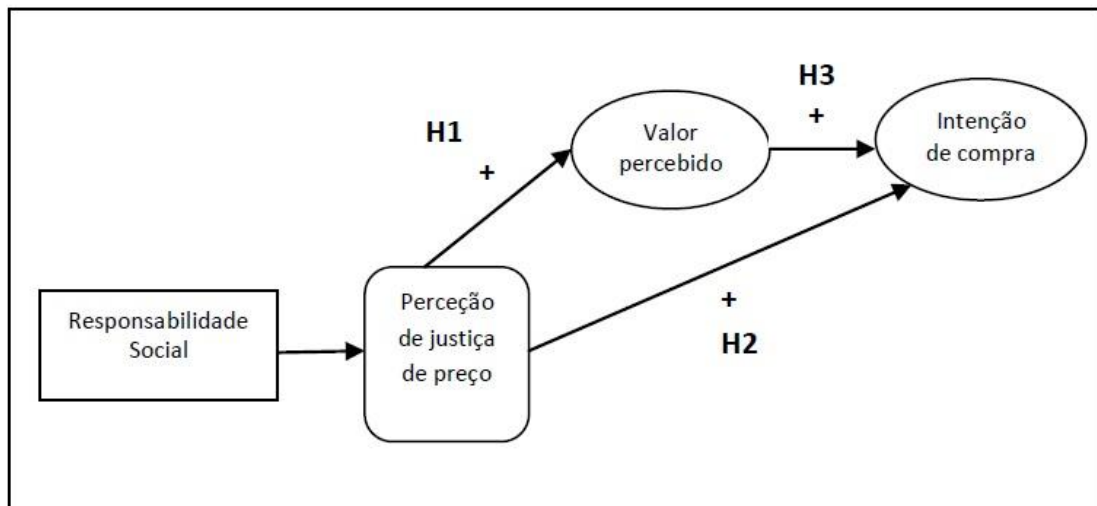 H3
+
Intenção
de compra
Valor
percebido
H1
+
Perceção
de justiça
de preço
Responsabilidade
Social
+
H2